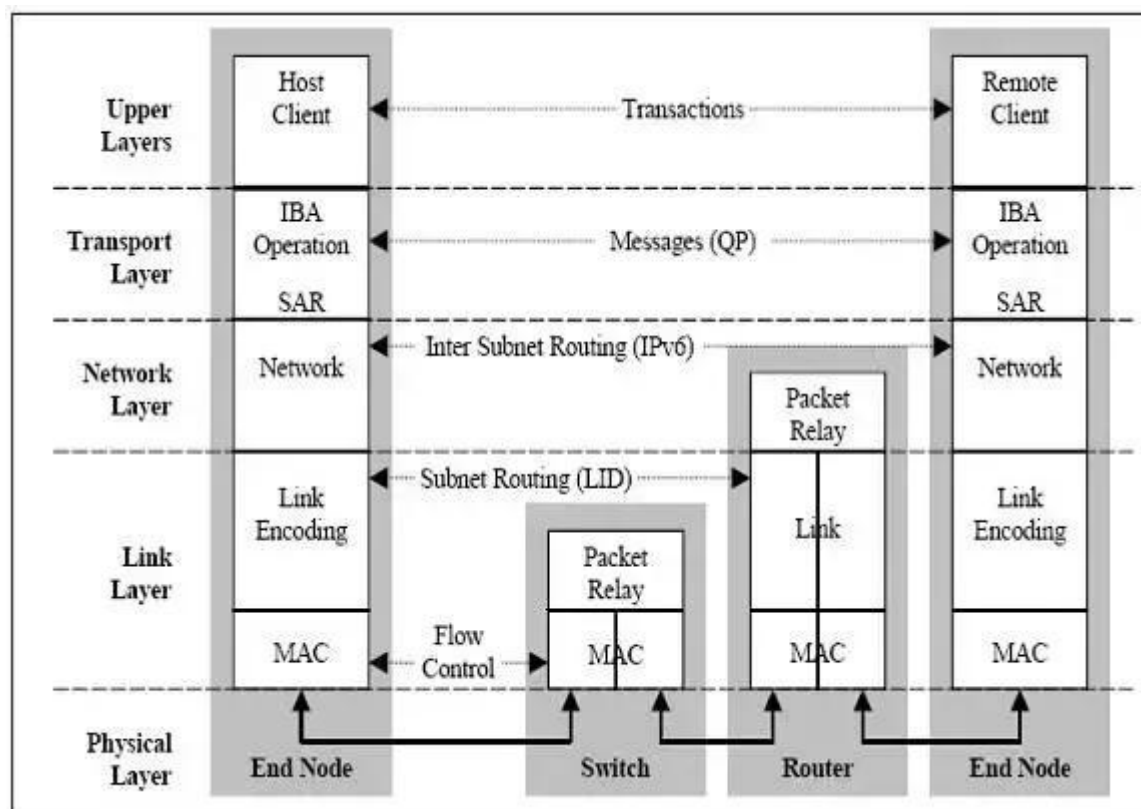 Upper
Layers
Host
Client
Transactions
Remote
Client
Transport
Layer
IBA
Operation
SAR
Messages (QP)
IBA
Operation
SAR
Network
Layer
Network
Inter Subnet Routing (IPv6)
Packet
Relay
Network
Link
Layer
Link
Encoding
Subnet Routing (LID)
Packet
Relay
Link
Link
Encoding
MAC
Flow
Control
MAC
MAC
MAC
Physical
Layer
End Node
Switch
Router
End Node